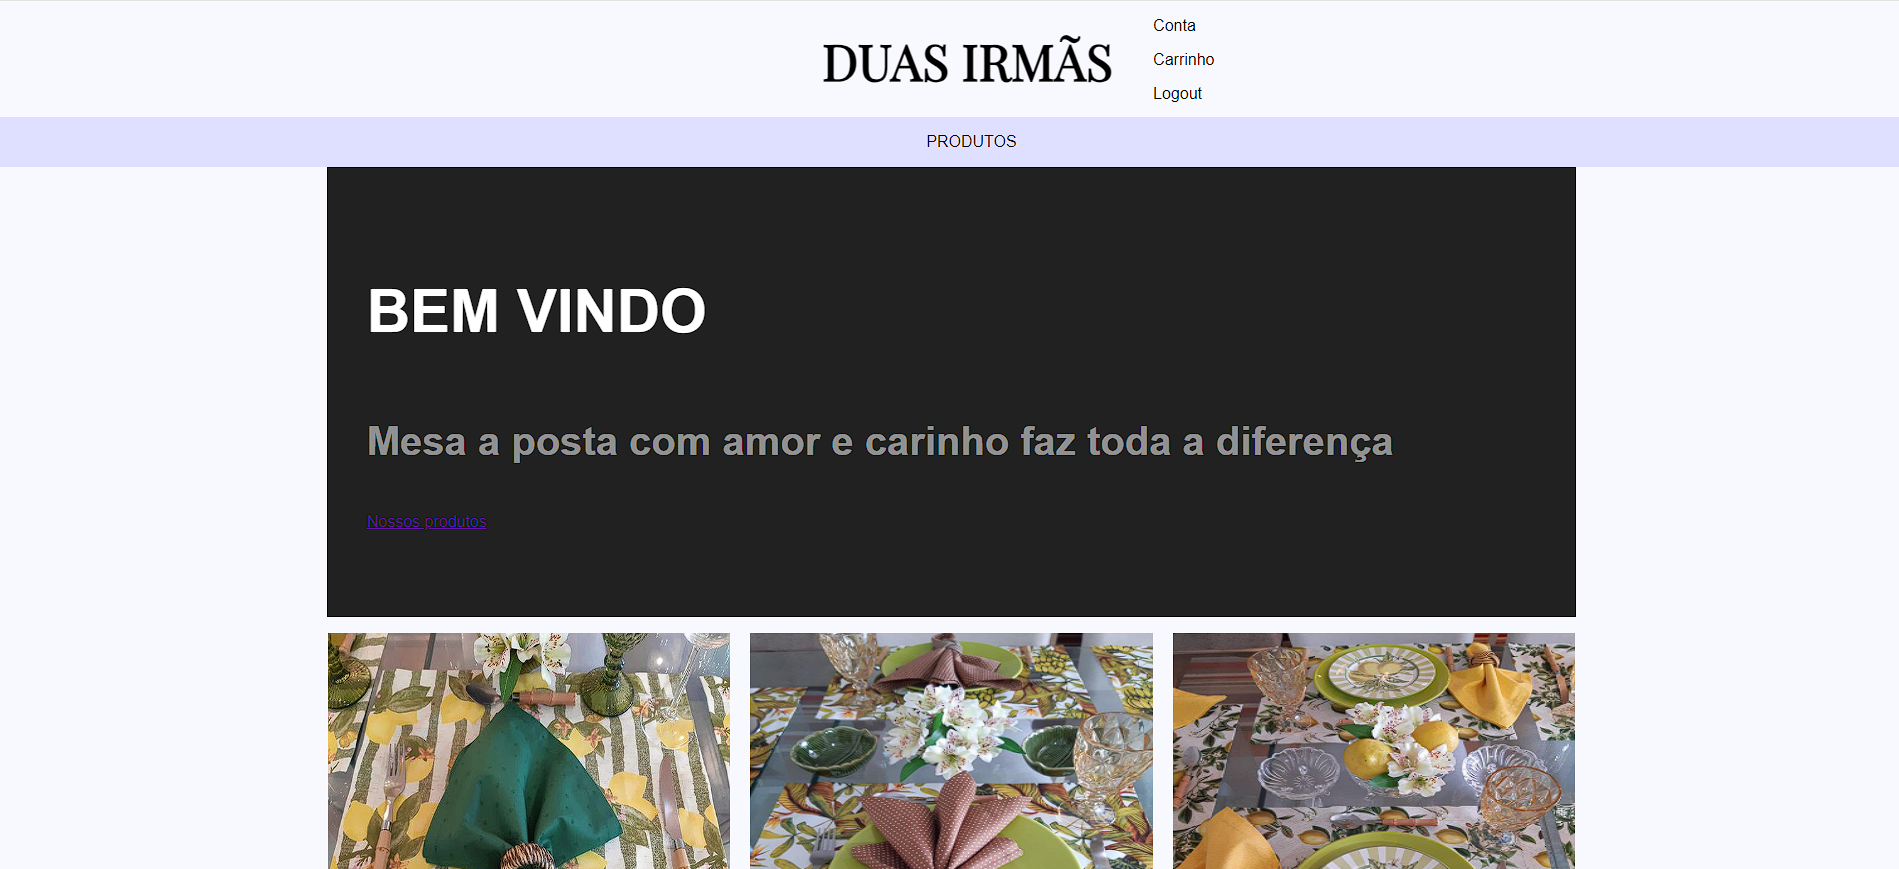 DUAS IRMÃS
Conta
Carrinho
Logout
PRODUTOS
BEM VINDO
Mesa a posta com amor e carinho faz toda a diferença
Nossos produtos